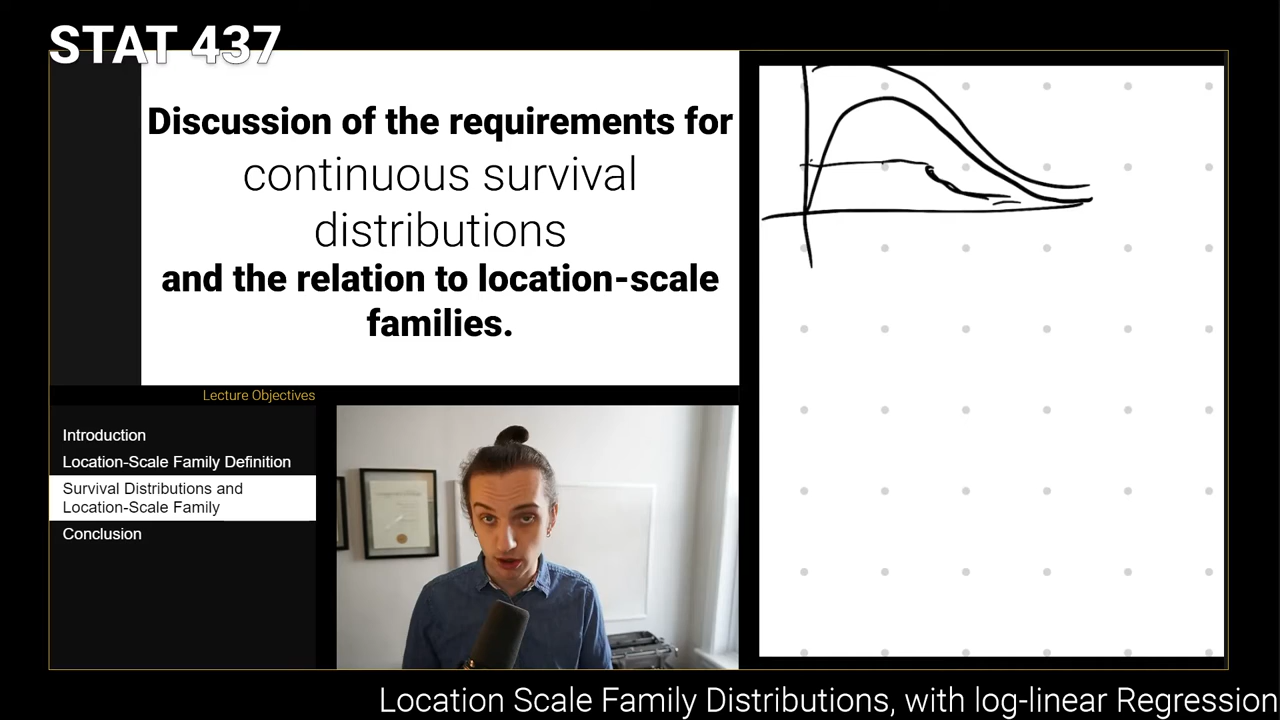 STAT 437
Discussion of the requirements for
continuous survival
distributions
and the relation to location-scale
families.
Lecture Objectives
Introduction
Location-Scale Family Definition
Survival Distributions and
Location-Scale Family
Conclusion
Location Scale Family Distributions, with log-linear Regression